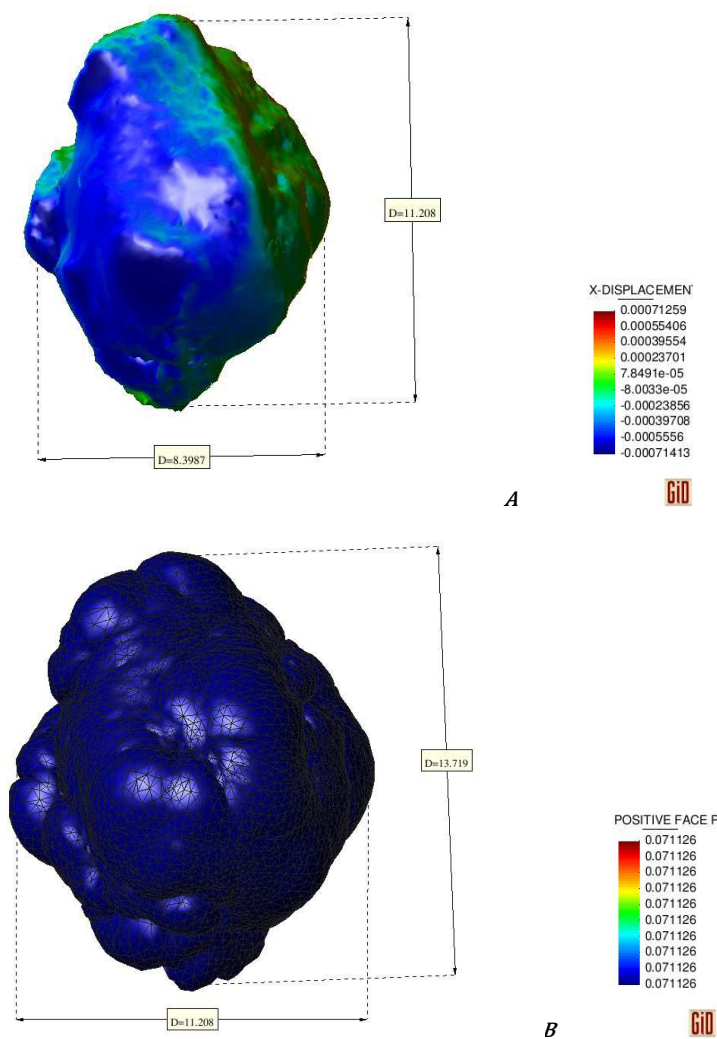 D=11.208
X-DISPLACEMEN
0.00071259
0.00055406
0.00039554
0.00023701
7.8491e-05
-8.0033e-05
-0.00023856
-0.00039708
-0.0005556
-0.00071413
D=8.3987
A
GiD
D=13.719
POSITIVE FACE P
0.071126
0.071126
0.071126
0.071126
0.071126
0.071126
0.071126
0.071126
0.071126
0.071126
D=11.208
B
GiD